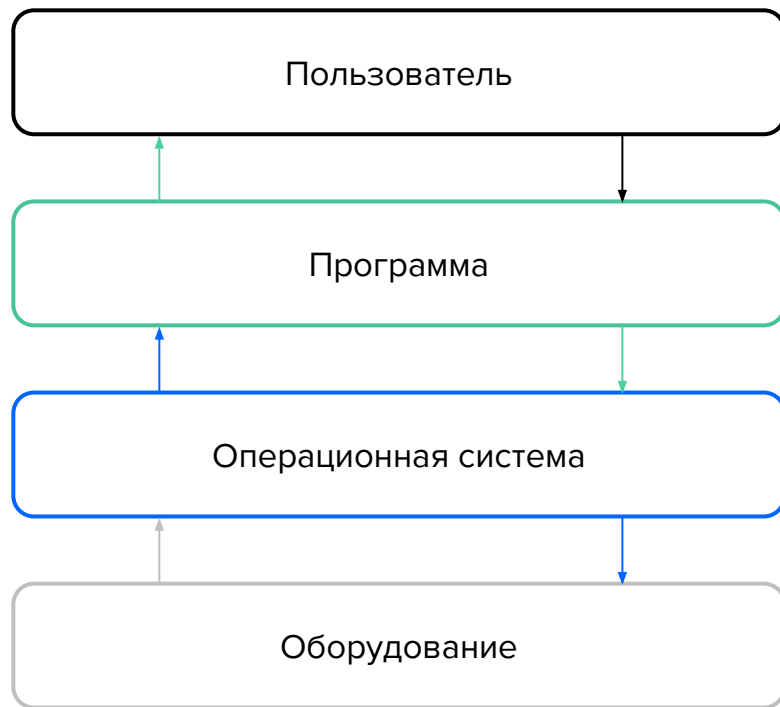 Пользователь
Программа
Операционная система
Оборудование